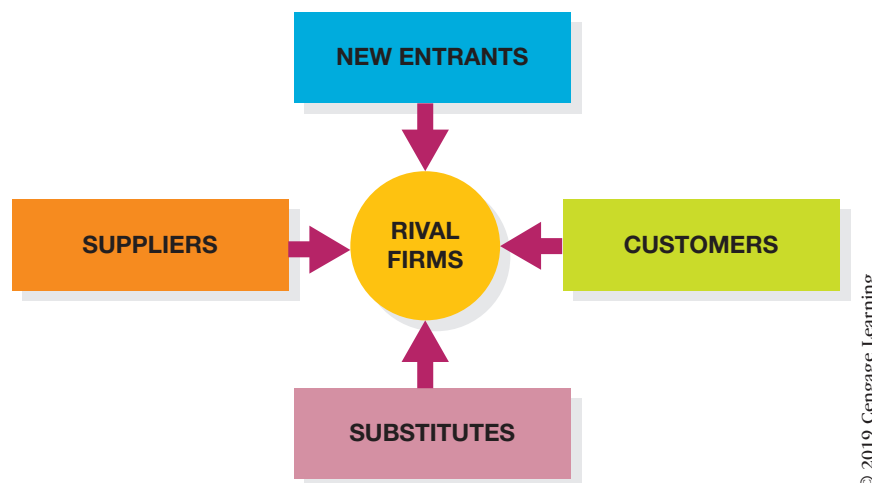 NEW ENTRANTS
SUPPLIERS
RIVAL
FIRMS
CUSTOMERS
SUBSTITUTES
© 2019 Cengage Learning